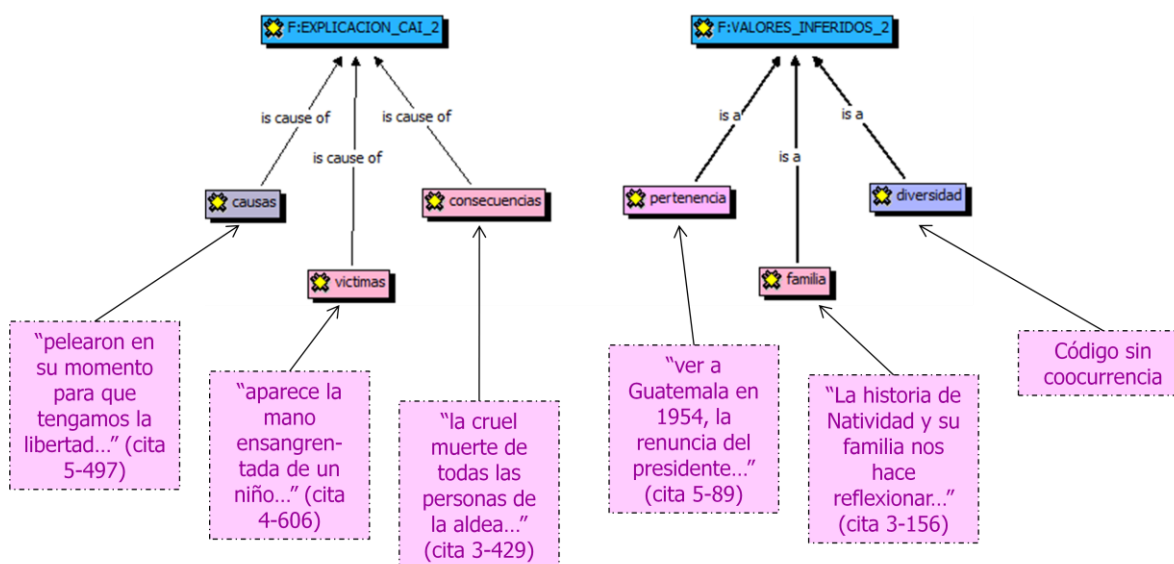 F:EXPLICACION_CAI_2
F:VALORES_INFERIDOS_2
is cause of
is cause of
is cause of
is a
is a
is a
causas
consecuencias
victimas
pertenencia
diversidad
familia
“pelearon en
su momento
para que
tengamos la
libertad…” (cita
5-497)
“aparece la
mano
ensangren-
tada de un
niño…” (cita
4-606)
“la cruel
muerte de
todas las
personas de
la aldea…”
(cita 3-429)
“ver a
Guatemala en
1954, la
renuncia del
presidente…”
(cita 5-89)
“La historia de
Natividad y su
familia nos
hace
reflexionar…”
(cita 3-156)
Código sin
coocurrencia